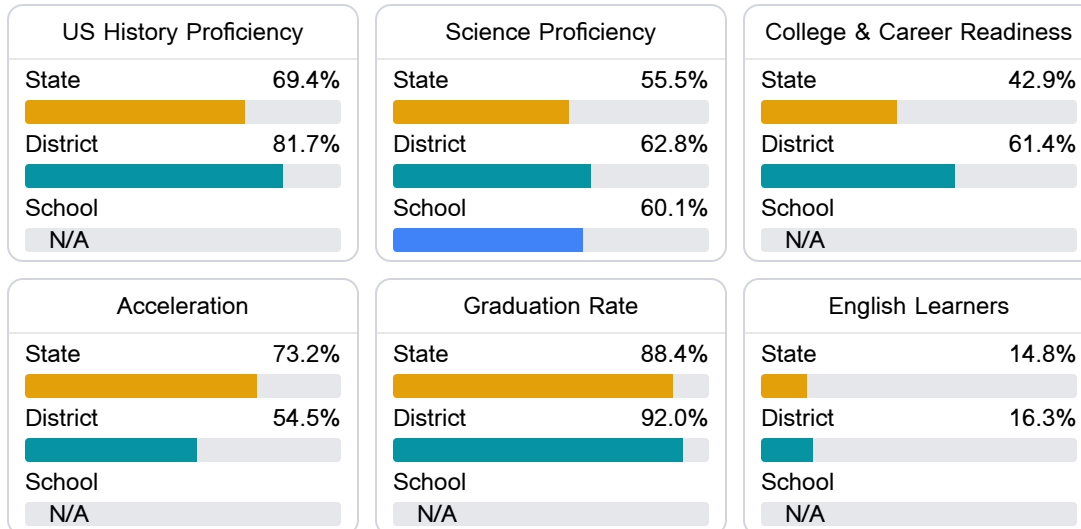 US History Proficiency
State 69.4%
District 81.7%
School
N/A
Science Proficiency
State 55.5%
District 62.8%
School 60.1%
College & Career Readiness
State 42.9%
District 61.4%
School
N/A
Acceleration
State 73.2%
District 54.5%
School
N/A
Graduation Rate
State 88.4%
District 92.0%
School
N/A
English Learners
State 14.8%
District 16.3%
School
N/A